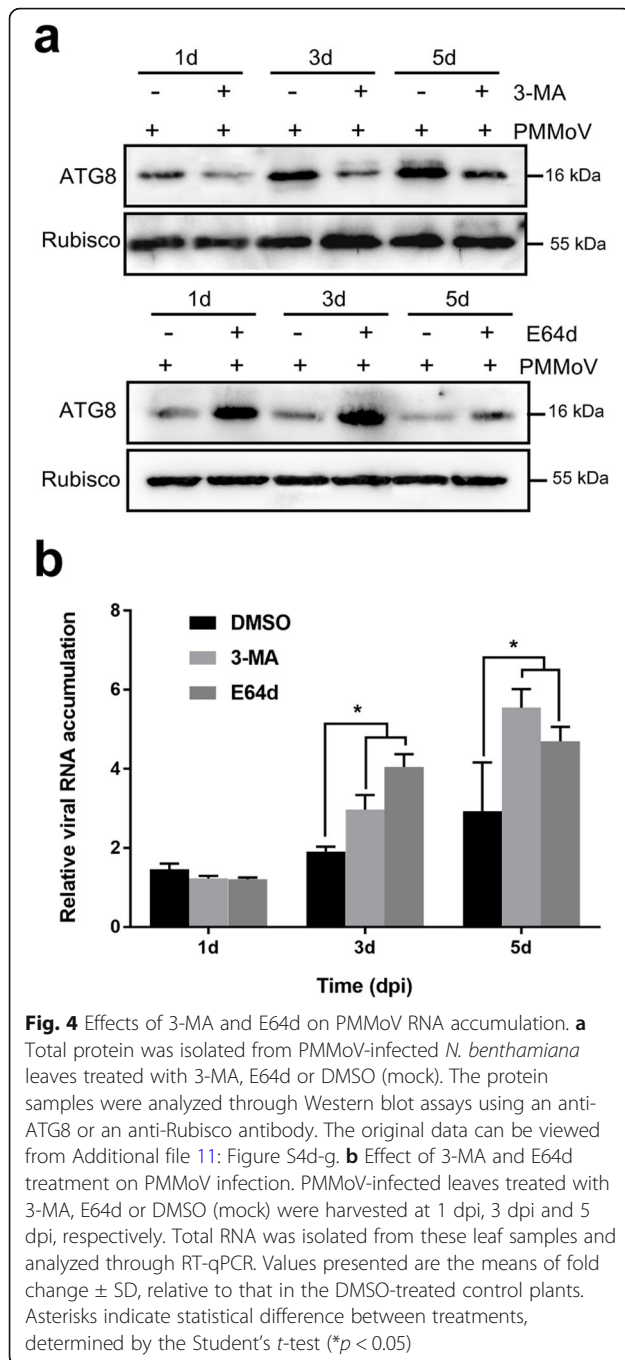 a
1d 3d 5d
- + - + - + 3-MA
+ + + + + + PMMoV
ATG8 16 kDa
Rubisco 55 kDa
1d 3d 5d
- + - + - + E64d
+ + + + + + PMMoV
ATG8 16 kDa
Rubisco 55 kDa
b
8
6
4
2
0
Relative viral RNA accumulation
DMSO
3-MA
E64d
*
*
1d 3d 5d
Time (dpi)
Fig. 4 Effects of 3-MA and E64d on PMMoV RNA accumulation. a
Total protein was isolated from PMMoV-infected N. benthamiana
leaves treated with 3-MA, E64d or DMSO (mock). The protein
samples were analyzed through Western blot assays using an anti-
ATG8 or an anti-Rubisco antibody. The original data can be viewed
from Additional file 11: Figure S4d-g. b Effect of 3-MA and E64d
treatment on PMMoV infection. PMMoV-infected leaves treated with
3-MA, E64d or DMSO (mock) were harvested at 1 dpi, 3 dpi and 5
dpi, respectively. Total RNA was isolated from these leaf samples and
analyzed through RT-qPCR. Values presented are the means of fold
change ± SD, relative to that in the DMSO-treated control plants.
Asterisks indicate statistical difference between treatments,
determined by the Student's t-test (*p < 0.05)